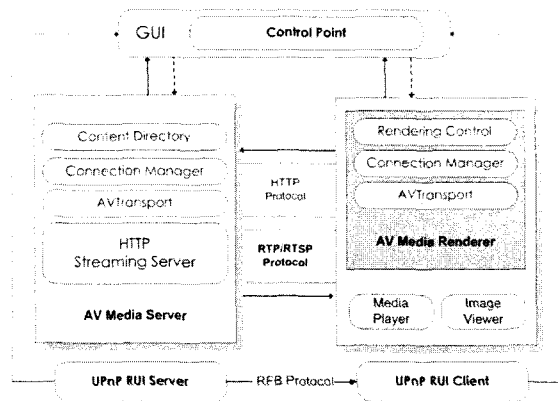 GUI
Control Point
Content Directory
Connection Manager
AVTransport
HTTP
Streaming Server
AV Media Server
HTTP
Protocol
RTP/RTSP
Protocol
Rendering Control
Connection Manager
AVTransport
AV Media Renderer
Media
Player
Image
Viewer
UPnP RUI Server
RFB Protocol
UPnP RUI Client